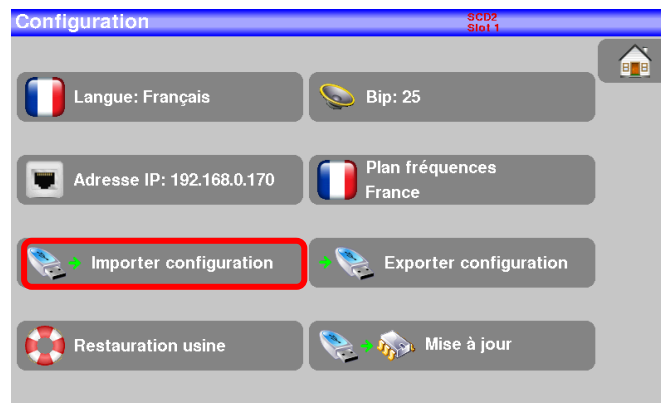 Configuration
SCD2
Slot 1
Langue: Français
Bip: 25
Adresse IP: 192.168.0.170
Plan fréquences
France
Importer configuration
Exporter configuration
Restauration usine
Mise à jour